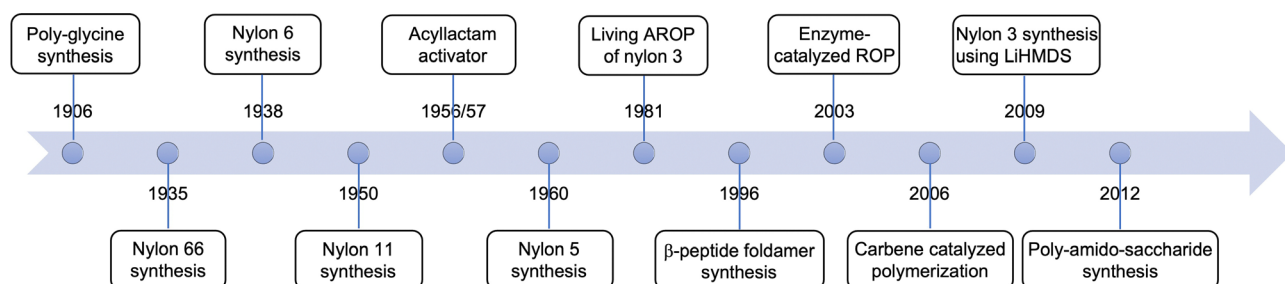 Poly-glycine
synthesis
Nylon 6
synthesis
Acyllactam
activator
Living AROP
of nylon 3
Enzyme-
catalyzed ROP
Nylon 3 synthesis
using LiHMDS
1906
1938
1956/57
1981
2003
2009
1935
1950
1960
1996
2006
2012
Nylon 66
synthesis
Nylon 11
synthesis
Nylon 5
synthesis
β-peptide foldamer
synthesis
Carbene catalyzed
polymerization
Poly-amido-saccharide
synthesis